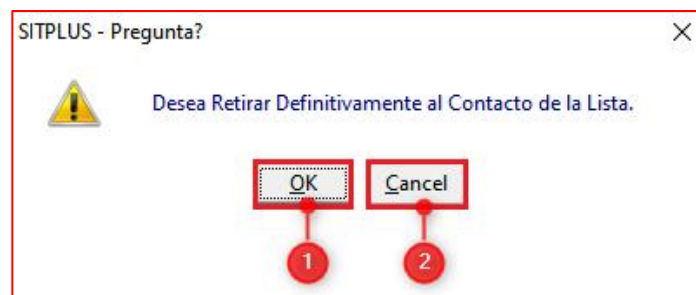 SITPLUS - Pregunta?
Desea Retirar Definitivamente al Contacto de la Lista.
OK Cancel
1 2